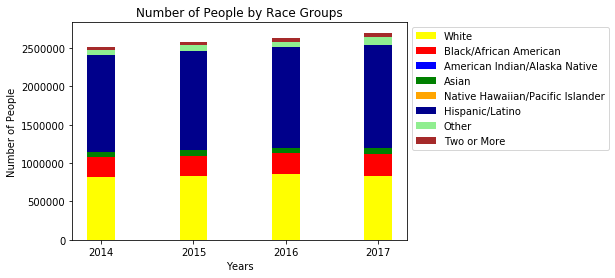 Number of People by Race Groups
Number of People
2500000
2000000
1500000
1000000
500000
0
2014
2015
2016
2017
Years
White
Black/African American
American Indian/Alaska Native
Asian
Native Hawaiian/Pacific Islander
Hispanic/Latino
Other
Two or More